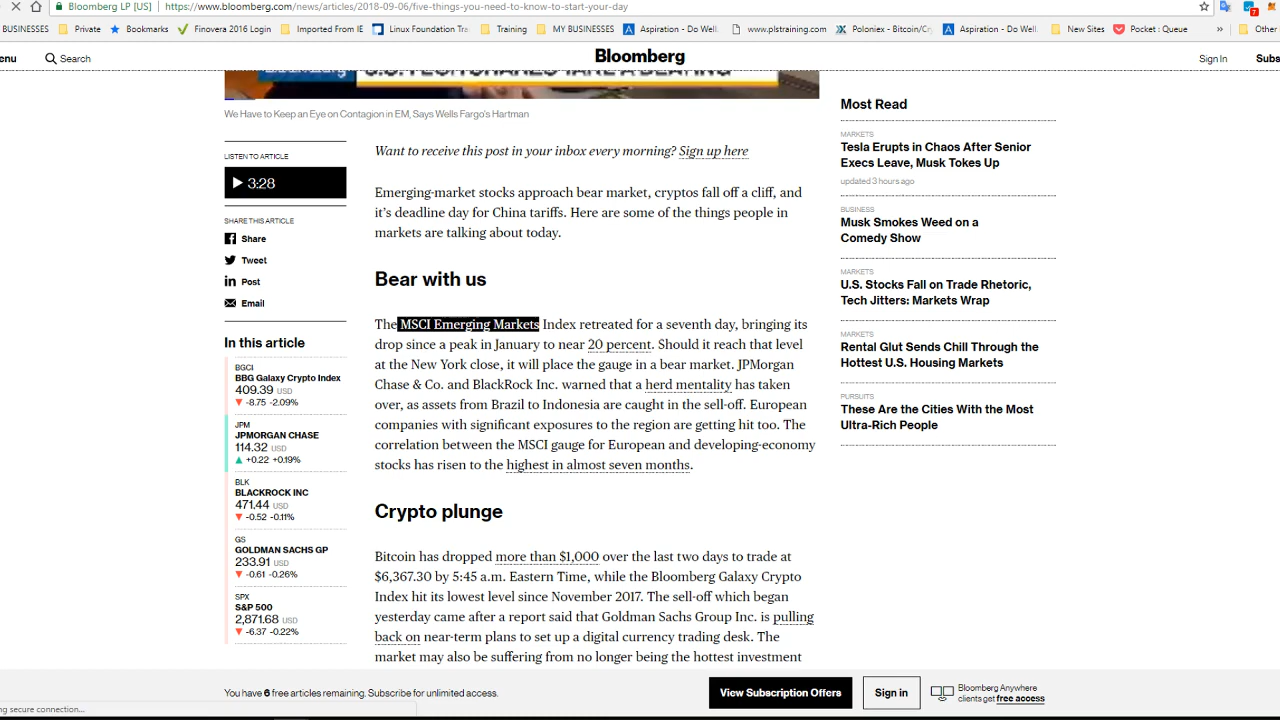 Bloomberg LP [US]
https://www.bloomberg.com/news/articles/2018-09-06/five-things-you-need-to-know-to-start-your-day
7
BUSINESSES
Private
Bookmarks
Finovera 2016 Login
Imported From IE
Linux Foundation Tra
Training
MY BUSINESSES
Aspiration - Do Well.
www.plstraining.com
Poloniex - Bitcoin/Cr
Aspiration - Do Well.
New Sites
Pocket : Queue
»
Other
enu
Search
Bloomberg
Sign In
Subs
U.S. TECH SHARES TAKE A BEATING
We Have to Keep an Eye on Contagion in EM, Says Wells Fargo's Hartman
LISTEN TO ARTICLE
3:28
SHARE THIS ARTICLE
Share
Tweet
Post
Email
In this article
BGCI
BBG Galaxy Crypto Index
409.39 USD
▼ -8.75 -2.09%
JPM
JPMORGAN CHASE
114.32 USD
▲ +0.22 +0.19%
BLK
BLACKROCK INC
471.44 USD
▼ -0.52 -0.11%
GS
GOLDMAN SACHS GP
233.91 USD
▼ -0.61 -0.26%
SPX
S&P 500
2,871.68 USD
▼ -6.37 -0.22%
Want to receive this post in your inbox every morning? Sign up here
Emerging-market stocks approach bear market, cryptos fall off a cliff, and
it's deadline day for China tariffs. Here are some of the things people in
markets are talking about today.
Bear with us
The MSCI Emerging Markets Index retreated for a seventh day, bringing its
drop since a peak in January to near 20 percent. Should it reach that level
at the New York close, it will place the gauge in a bear market. JPMorgan
Chase & Co. and BlackRock Inc. warned that a herd mentality has taken
over, as assets from Brazil to Indonesia are caught in the sell-off. European
companies with significant exposures to the region are getting hit too. The
correlation between the MSCI gauge for European and developing-economy
stocks has risen to the highest in almost seven months.
Crypto plunge
Bitcoin has dropped more than $1,000 over the last two days to trade at
$6,367.30 by 5:45 a.m. Eastern Time, while the Bloomberg Galaxy Crypto
Index hit its lowest level since November 2017. The sell-off which began
yesterday came after a report said that Goldman Sachs Group Inc. is pulling
back on near-term plans to set up a digital currency trading desk. The
market may also be suffering from no longer being the hottest investment
Most Read
MARKETS
Tesla Erupts in Chaos After Senior
Execs Leave, Musk Tokes Up
updated 3 hours ago
BUSINESS
Musk Smokes Weed on a
Comedy Show
MARKETS
U.S. Stocks Fall on Trade Rhetoric,
Tech Jitters: Markets Wrap
MARKETS
Rental Glut Sends Chill Through the
Hottest U.S. Housing Markets
PURSUITS
These Are the Cities With the Most
Ultra-Rich People
You have 6 free articles remaining. Subscribe for unlimited access.
View Subscription Offers
Sign in
Bloomberg Anywhere
clients get free access
ng secure connection...